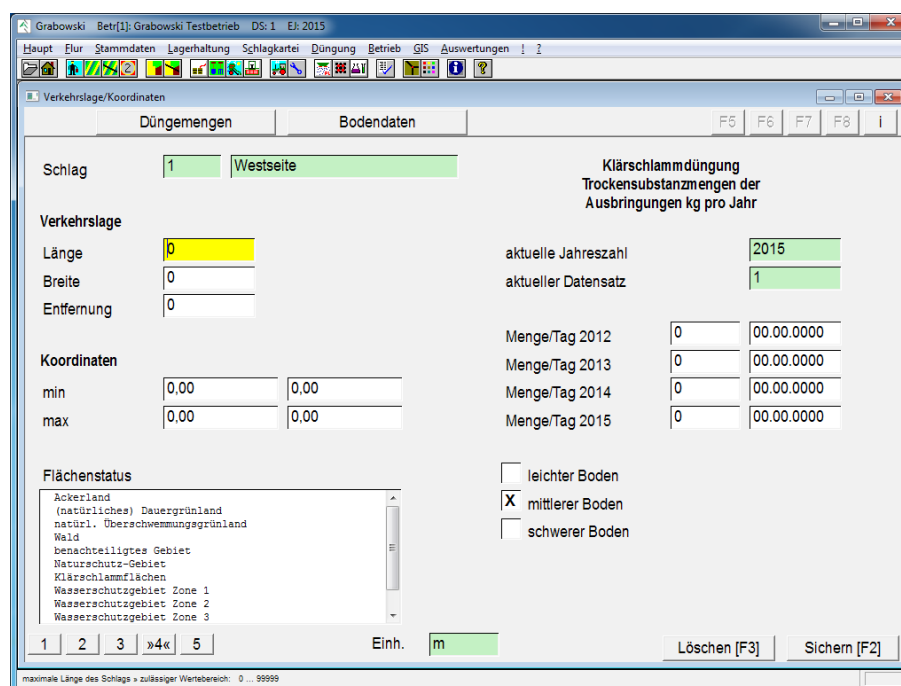 Grabowski Betr[1]: Grabowski Testbetrieb DS: 1 EJ: 2015
Haupt Flur Stammdaten Lagerhaltung Schlagkartei Düngung Betrieb GIS Auswertungen ! ?
Verkehrslage/Koordinaten
Düngemengen Bodendaten F5 F6 F7 F8 i
Schlag 1 Westseite
Klärschlammdüngung
Trockensubstanzmengen der
Ausbringungen kg pro Jahr
Verkehrslage
Länge 0
Breite 0
Entfernung 0
aktuelle Jahreszahl 2015
aktueller Datensatz 1
Koordinaten
min 0,00 0,00
max 0,00 0,00
Menge/Tag 2012 0 00.00.0000
Menge/Tag 2013 0 00.00.0000
Menge/Tag 2014 0 00.00.0000
Menge/Tag 2015 0 00.00.0000
Flächenstatus
Ackerland
(natürliches) Dauergrünland
natürl. Überschwemmungsgrünland
Wald
benachteiligtes Gebiet
Naturschutz-Gebiet
Klärschlammflächen
Wasserschutzgebiet Zone 1
Wasserschutzgebiet Zone 2
Wasserschutzgebiet Zone 3
leichter Boden
X mittlerer Boden
schwerer Boden
1 2 3 »4« 5 Einh. m Löschen [F3] Sichern [F2]
maximale Länge des Schlags » zulässiger Wertebereich: 0 ... 99999